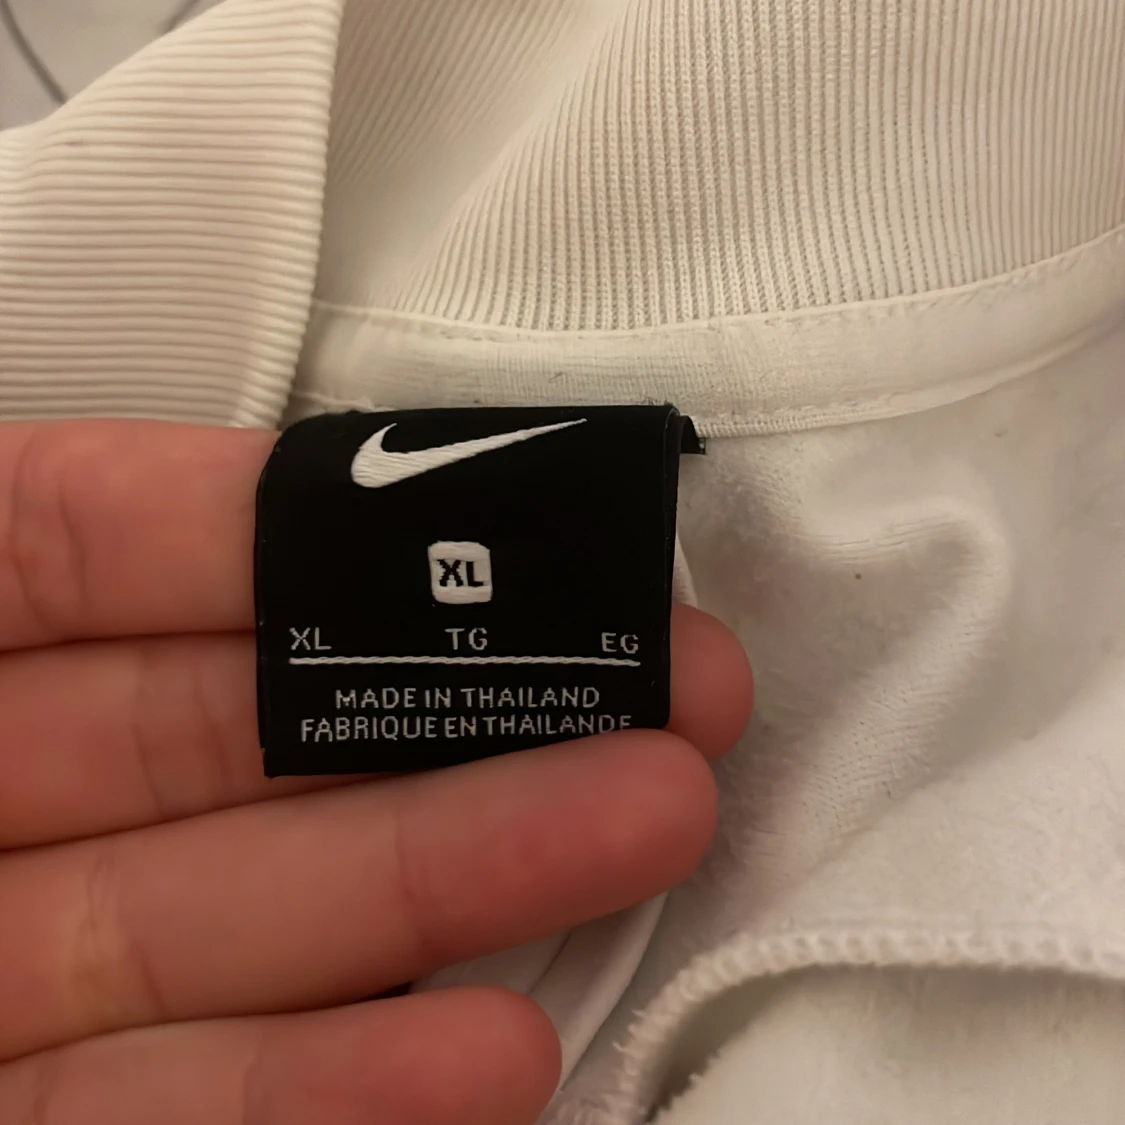 XL
XL TG EG
MADE IN THAILAND
FABRIQUE EN THAILANDE